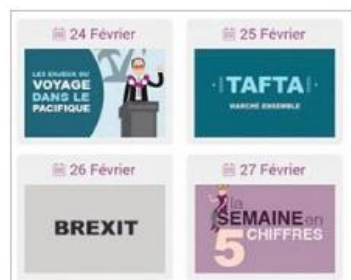 24 Février
LES ENJEUX DU
VOYAGE
DANS LE
PACIFIQUE
25 Février
TAFTA
MARCHÉ ENSEMBLE
26 Février
BREXIT
27 Février
la
SEMAINE en
5 CHIFFRES